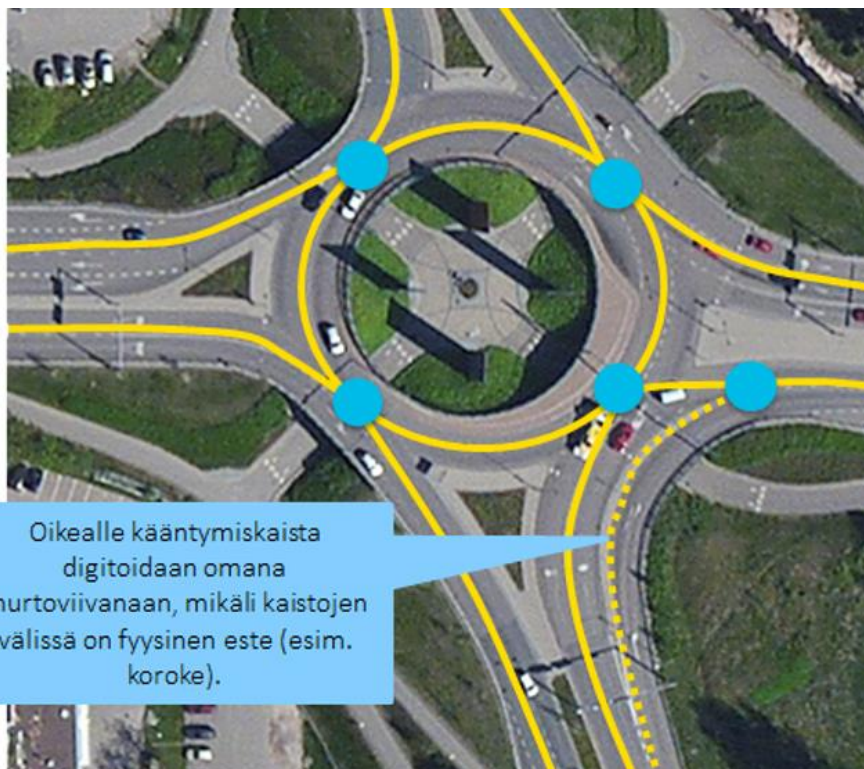 Oikealle kääntymiskaista
digitoidaan omana
murtoviivanaan, mikäli kaistojen
välissä on fyysinen este (esim.
koroke).